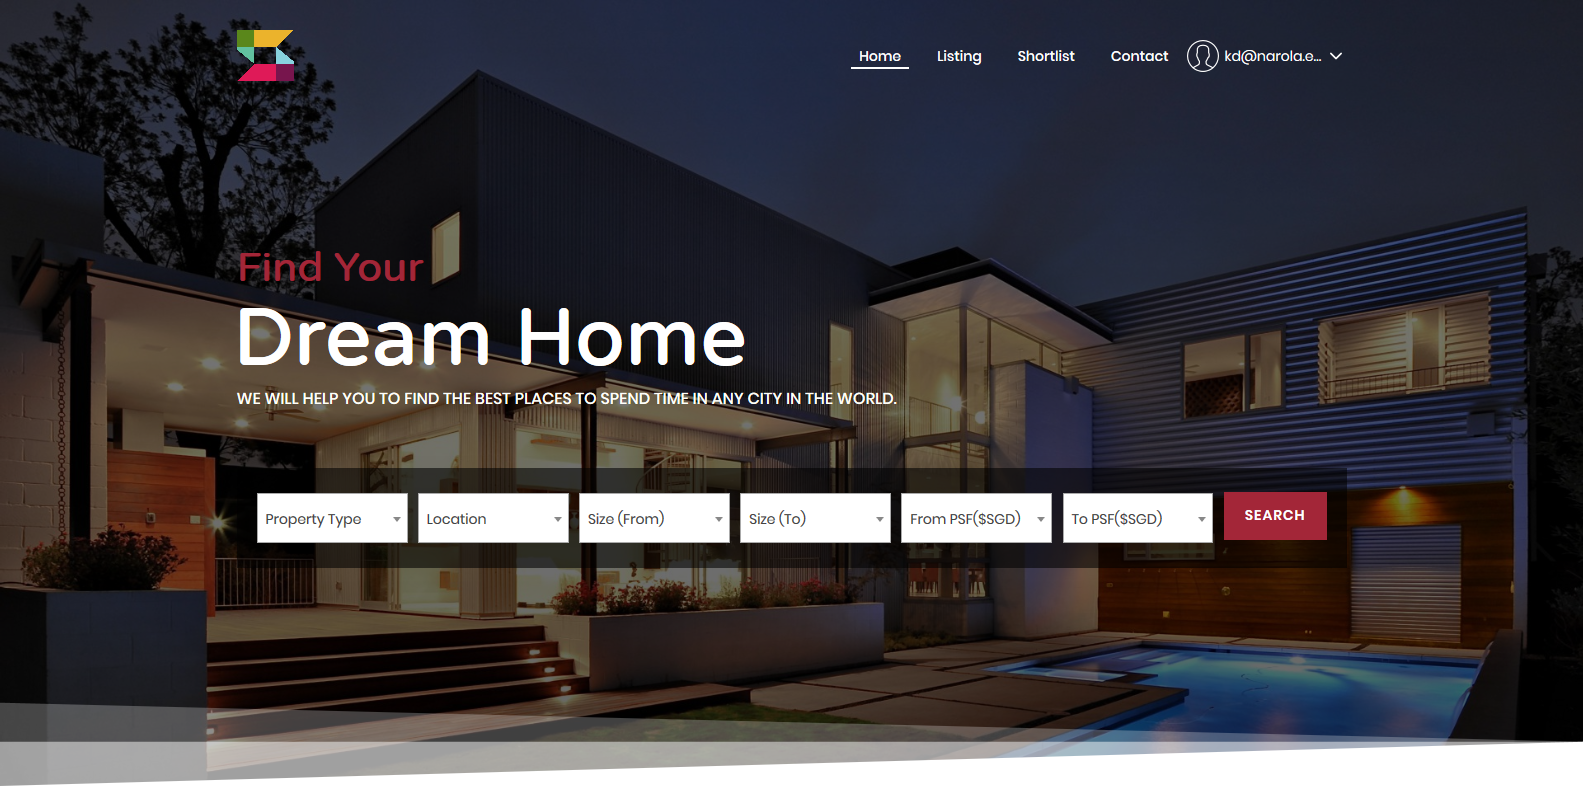 Home
Listing
Shortlist
Contact
kd@narola.e...
Find Your
Dream Home
WE WILL HELP YOU TO FIND THE BEST PLACES TO SPEND TIME IN ANY CITY IN THE WORLD.
Property Type
Location
Size (From)
Size (To)
From PSF($SGD)
To PSF($SGD)
SEARCH